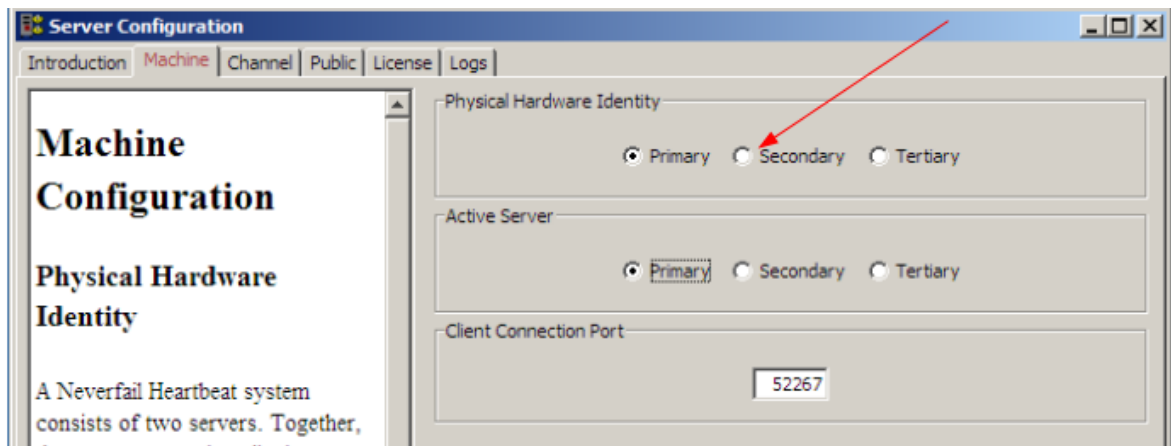 Server Configuration
Introduction Machine Channel Public License Logs
Machine
Configuration
Physical Hardware
Identity
A Neverfail Heartbeat system
consists of two servers. Together,
Physical Hardware Identity
Primary Secondary Tertiary
Active Server
Primary Secondary Tertiary
Client Connection Port
52267